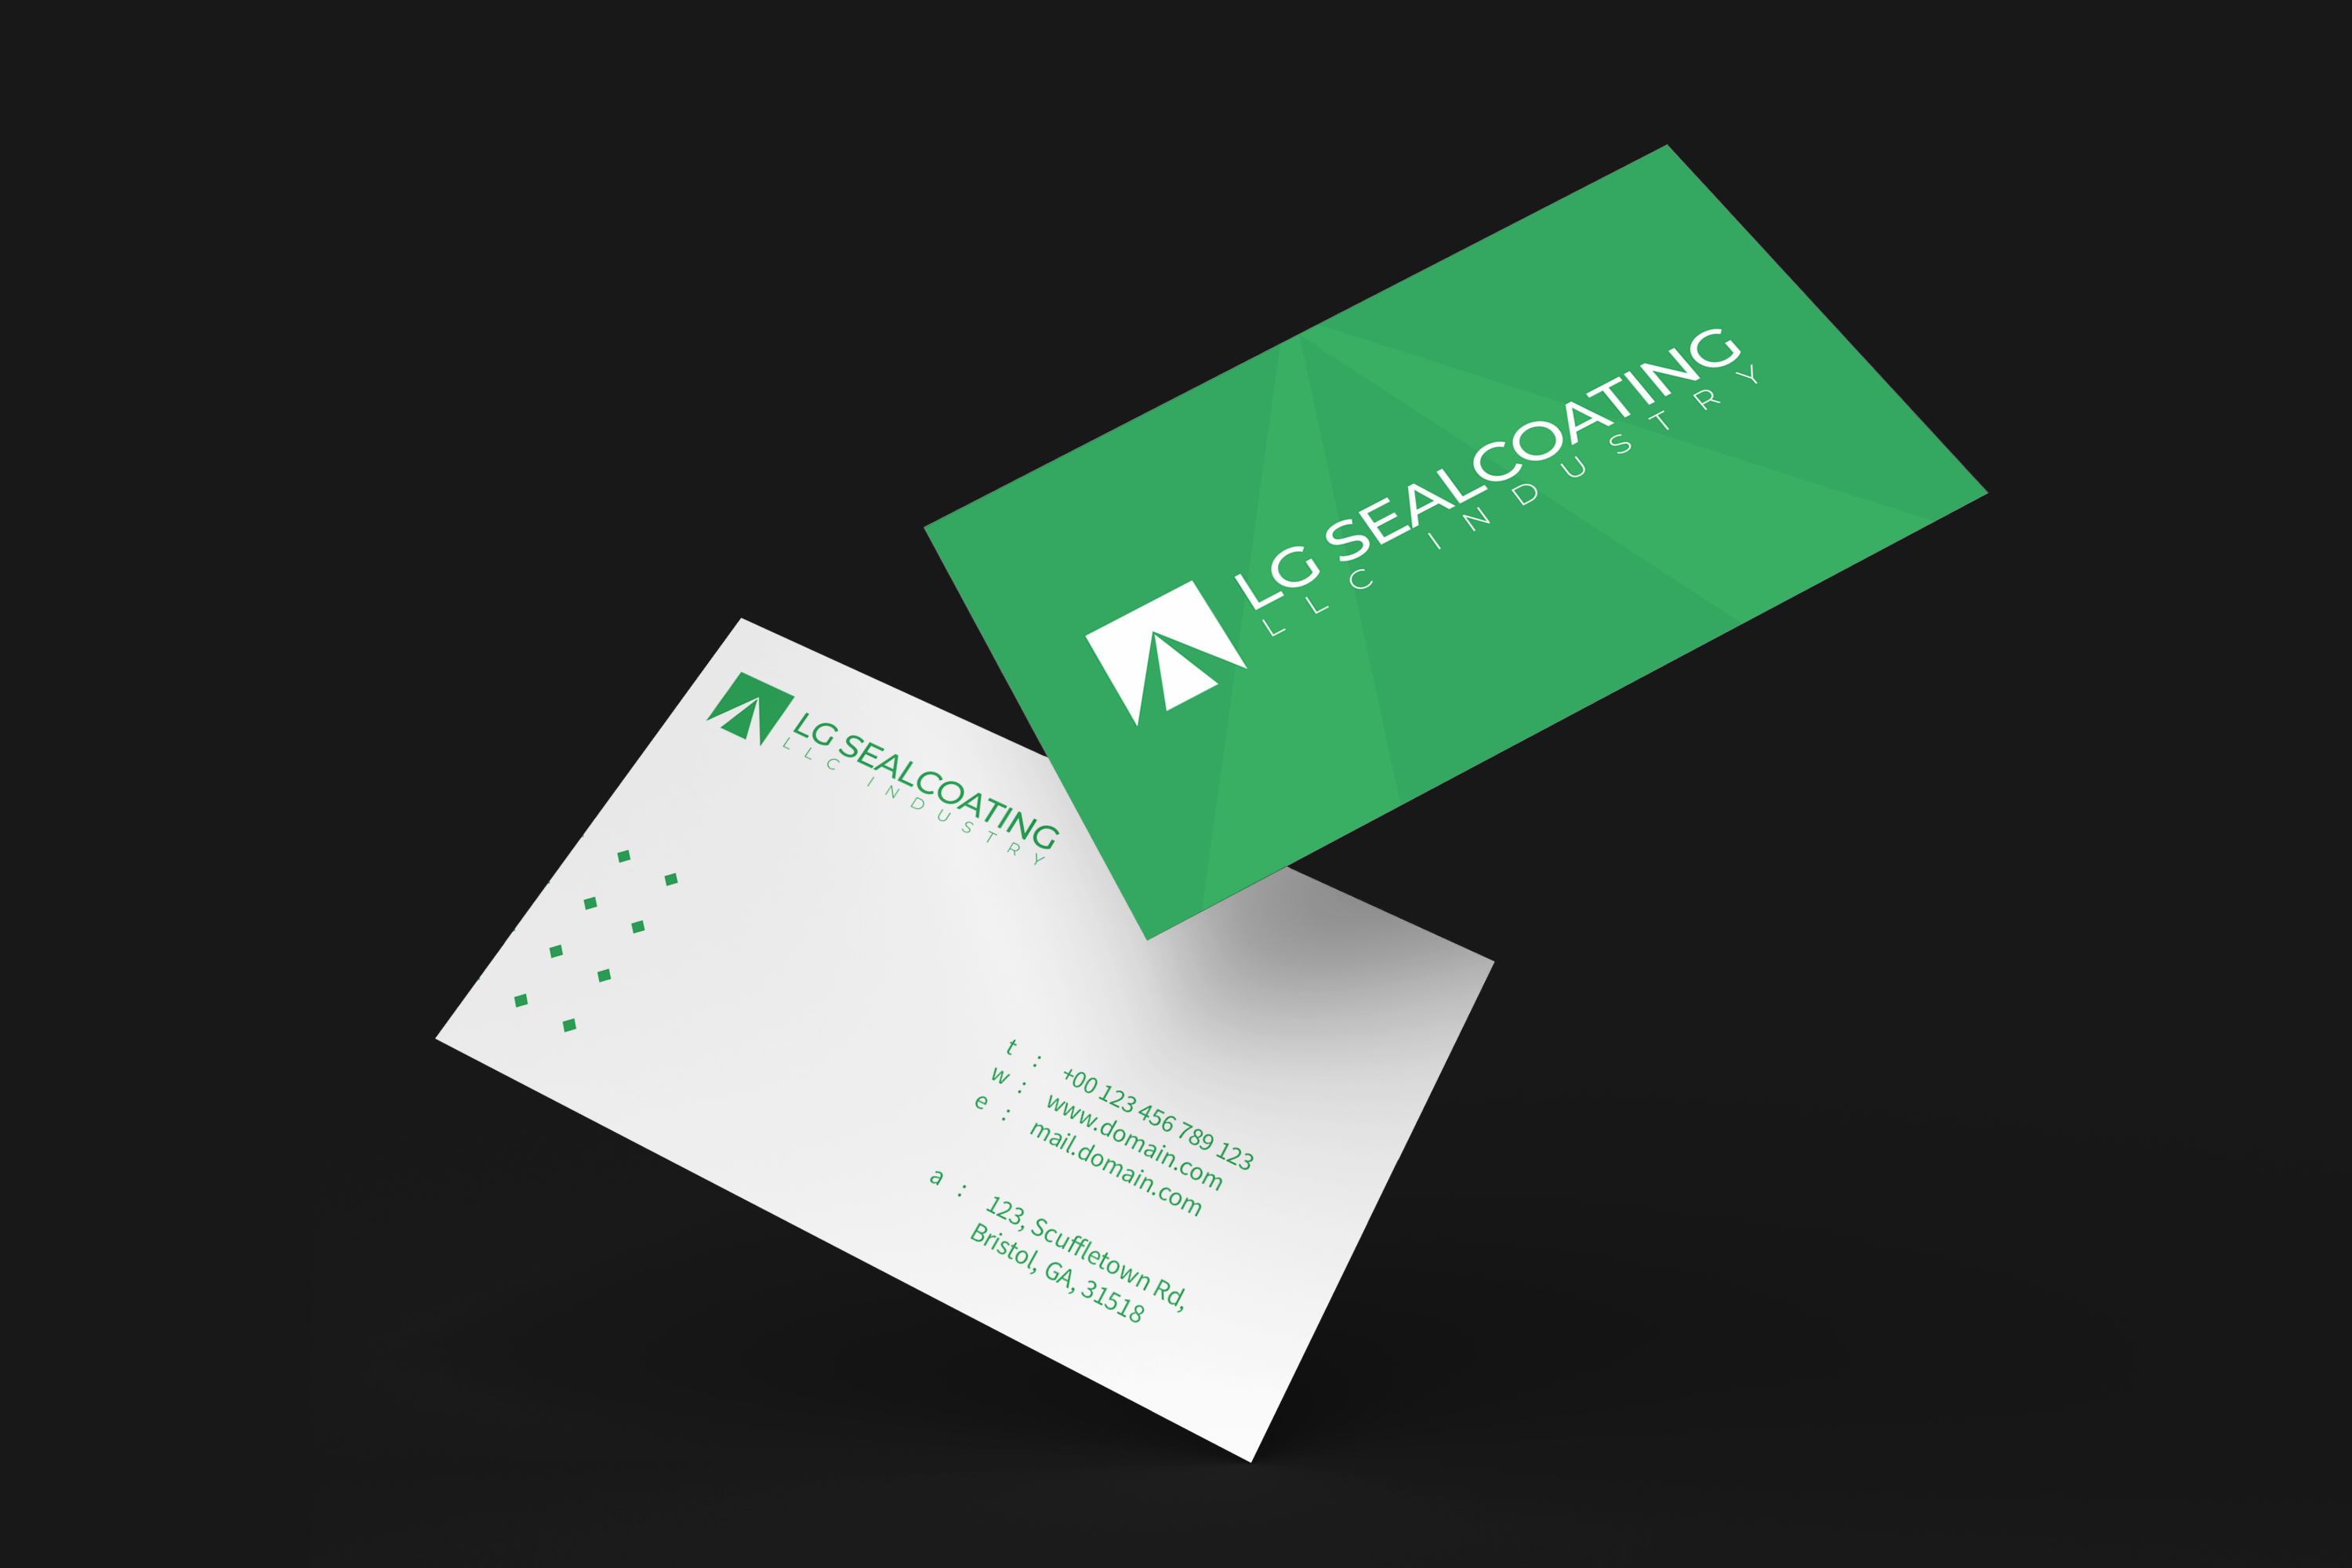 LG SEALCOATING
LLC INDUSTRY
LG SEALCOATING
LLC INDUSTRY
t : +00 123 456 789 123
w : www.domain.com
e : mail.domain.com
a : 123, Scuffletown Rd,
Bristol, GA, 31518